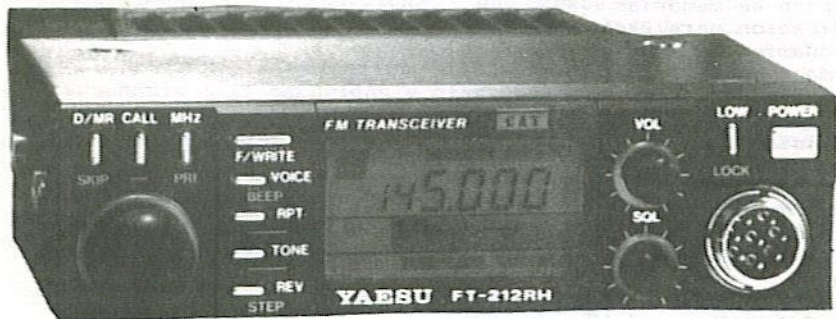 D/MR CALL MHz
SKIP PRI
F/WRITE
VOICE
BEEP
RPT
TONE
REV
STEP
FM TRANSCEIVER CAT
145.000
YAESU FT-212RH
VOL
SQL
LOW POWER
LOCK